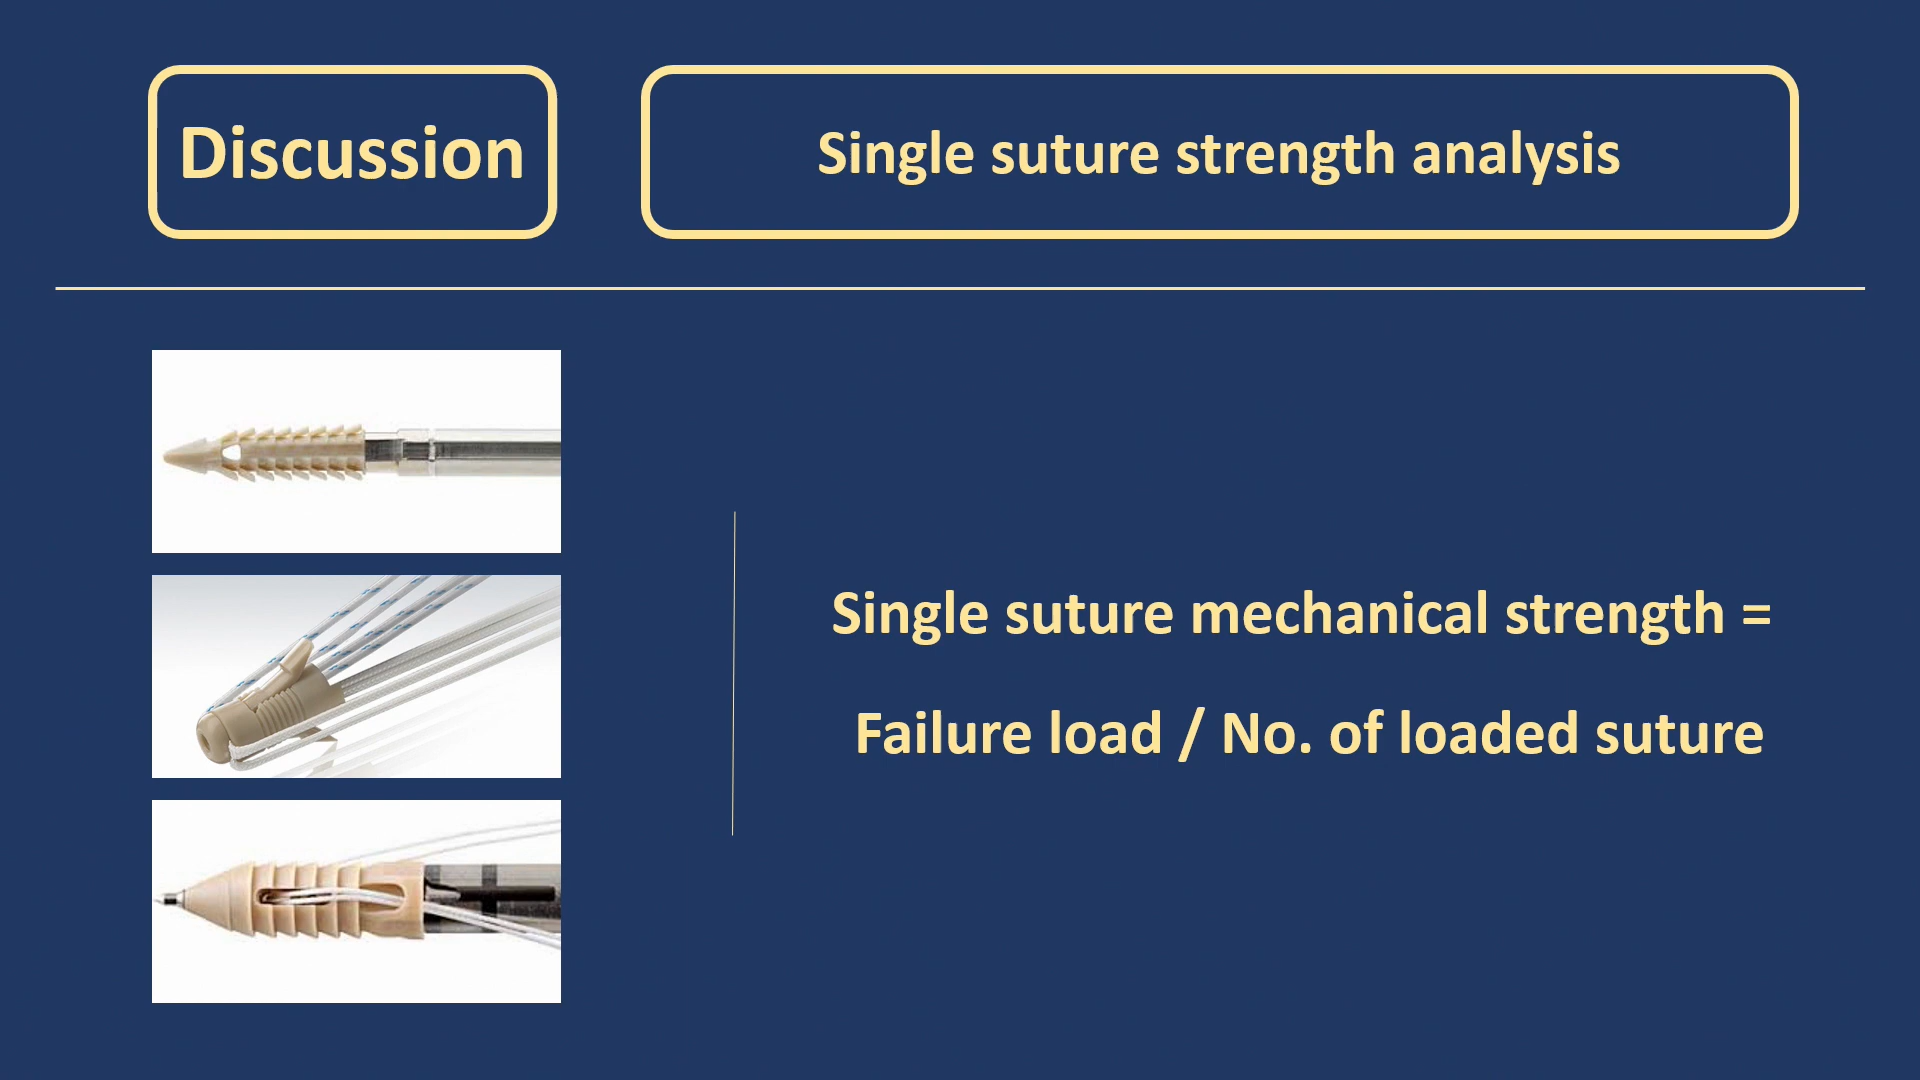 Discussion
Single suture strength analysis
Single suture mechanical strength =
Failure load / No. of loaded suture